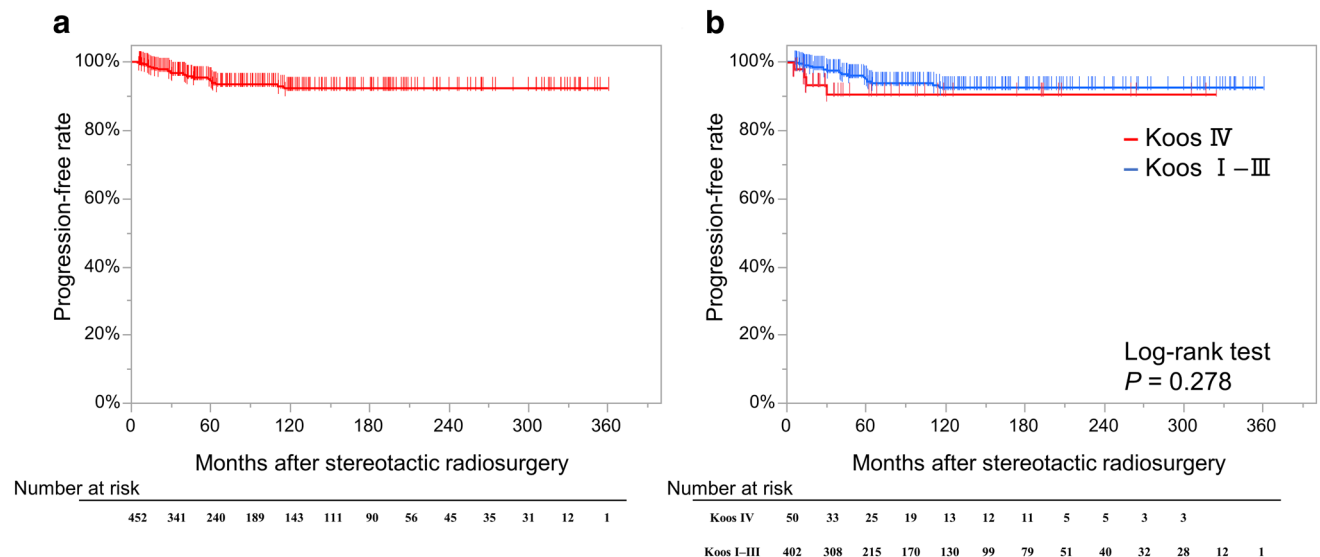 a
100%
80%
60%
40%
20%
0%
Progression-free rate
0 60 120 180 240 300 360
Months after stereotactic radiosurgery
Number at risk
452 341 240 189 143 111 90 56 45 35 31 12 1
b
100%
80%
60%
40%
20%
0%
Progression-free rate
Koos Ⅳ
Koos Ⅰ–Ⅲ
Log-rank test
P = 0.278
0 60 120 180 240 300 360
Months after stereotactic radiosurgery
Number at risk
Koos IV 50 33 25 19 13 12 11 5 5 3 3
Koos I–III 402 308 215 170 130 99 79 51 40 32 28 12 1